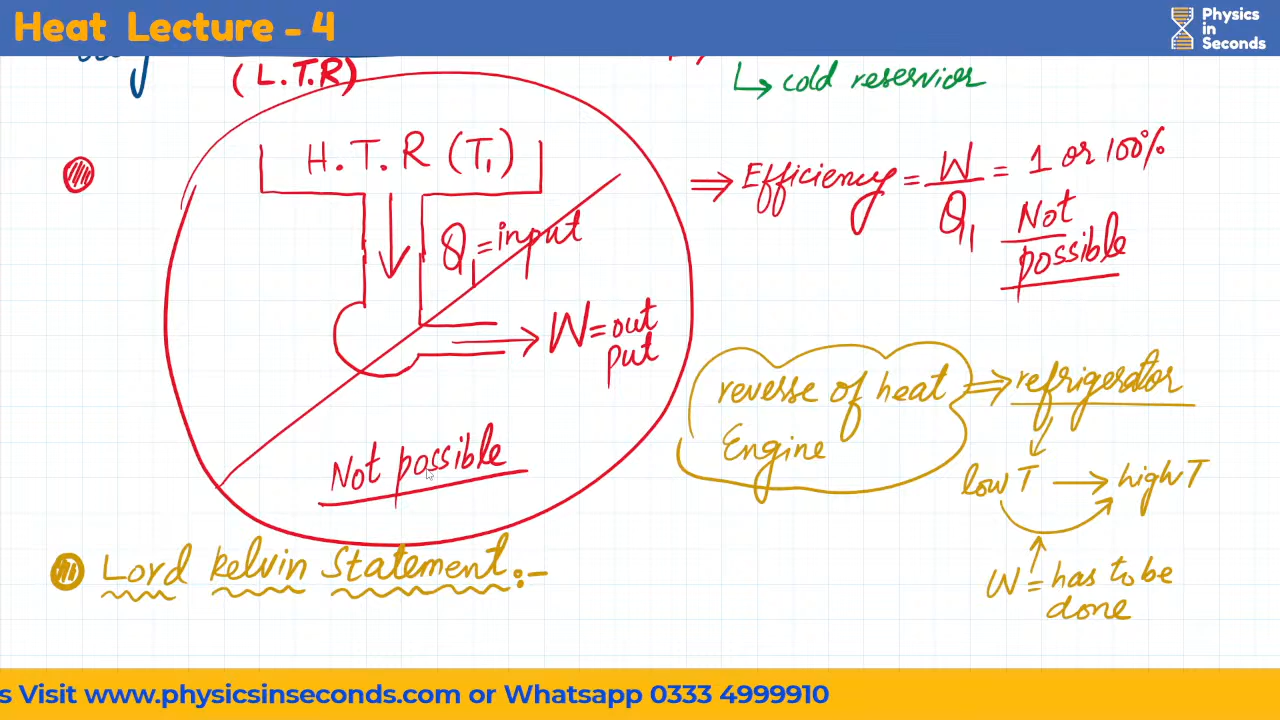 Heat Lecture - 4
Physics
in
Seconds
(L.T.R)
↳ cold reservior
H.T.R (T₁)
Q₁ = input
W = out
put
Not possible
⇒ Efficiency = W/Q₁ = 1 or 100%
Not
possible
reverse of heat
Engine
⇒ refrigerator
low T → high T
W = has to be
done
Lord Kelvin Statement :-
s Visit www.physicsinseconds.com or Whatsapp 0333 4999910